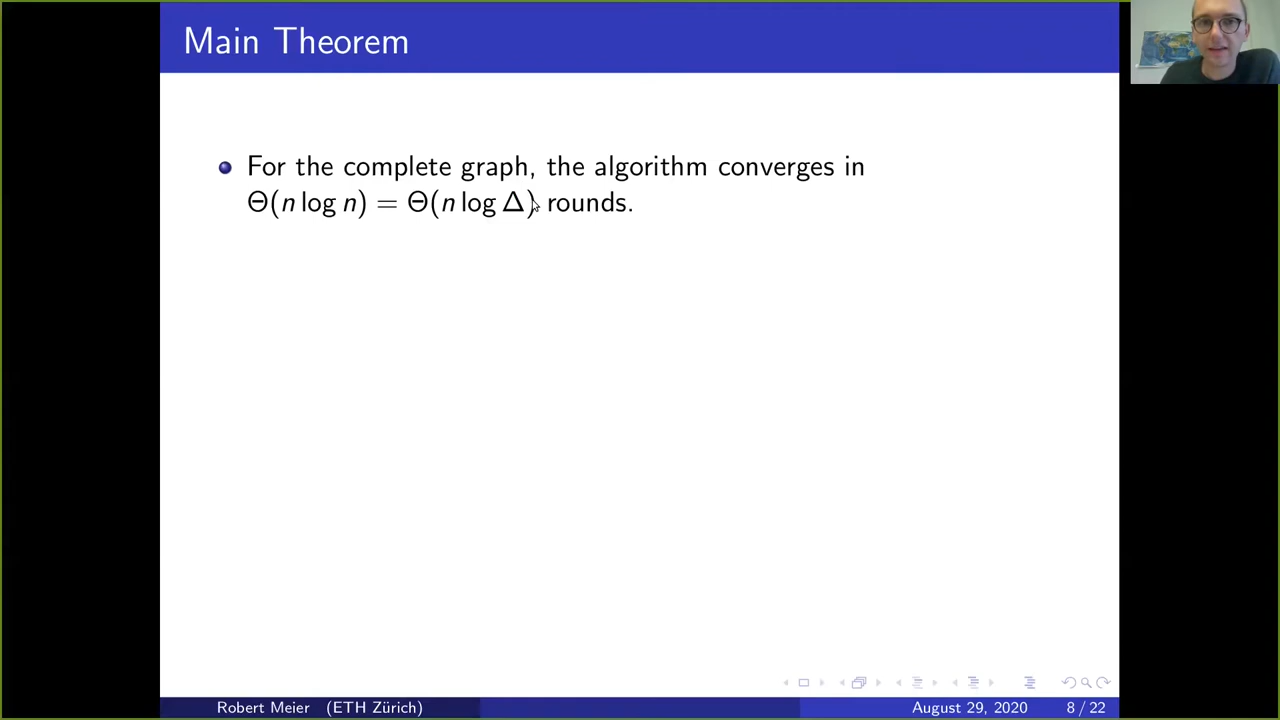 Main Theorem
For the complete graph, the algorithm converges in
Θ(n log n) = Θ(n log Δ) rounds.
Robert Meier (ETH Zürich)
August 29, 2020
8 / 22